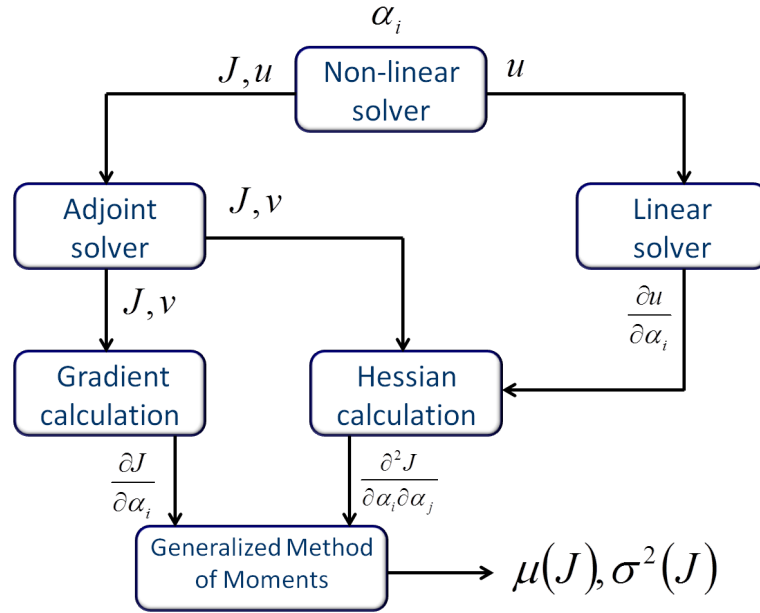 α_i
J, u
Non-linear
solver
u
Adjoint
solver
J, v
Linear
solver
J, v
∂u/∂α_i
Gradient
calculation
Hessian
calculation
∂J/∂α_i
∂²J/∂α_i∂α_j
Generalized Method
of Moments
μ(J), σ²(J)